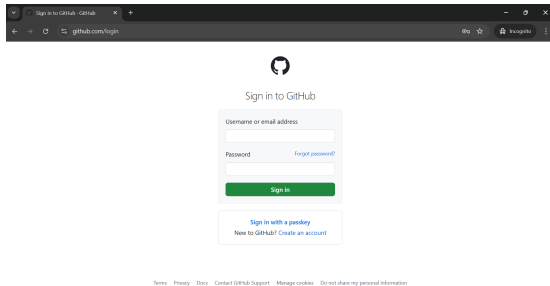 Sign in to GitHub · GitHub
github.com/login
Incognito
Sign in to GitHub
Username or email address
Password Forgot password?
Sign in
Sign in with a passkey
New to GitHub? Create an account
Terms Privacy Docs Contact GitHub Support Manage cookies Do not share my personal information